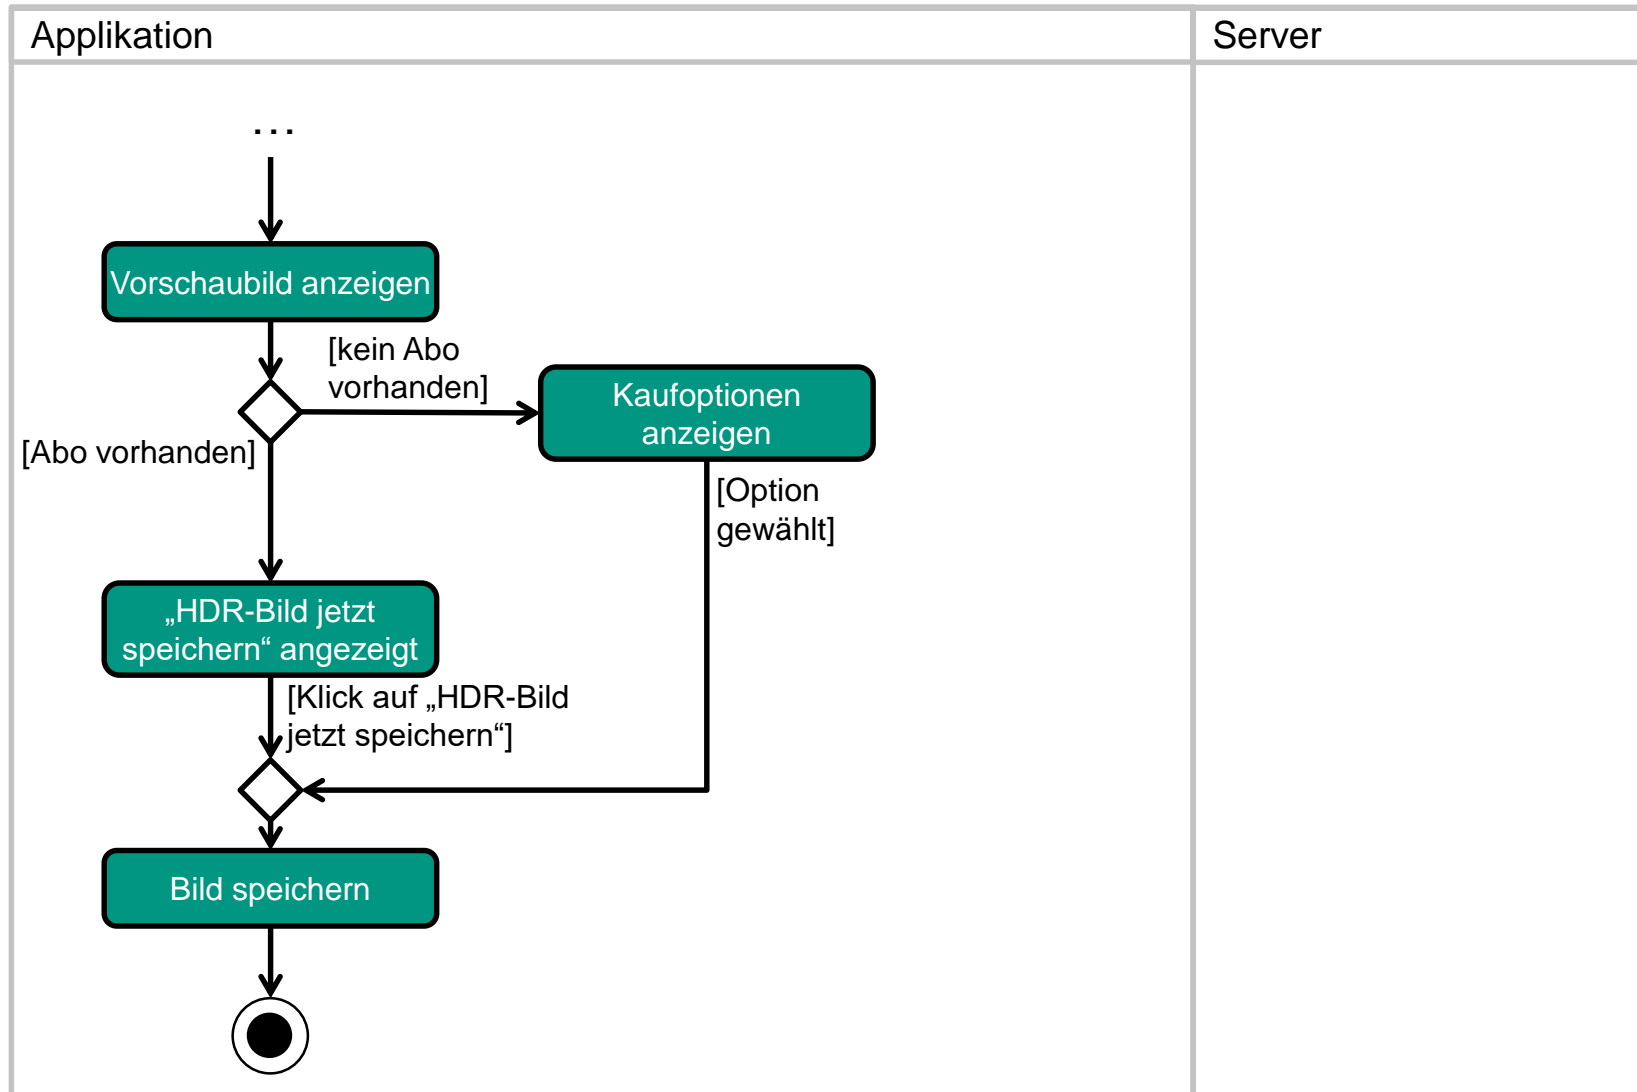 Applikation
Server
...
Vorschaubild anzeigen
[kein Abo
vorhanden]
Kaufoptionen
anzeigen
[Abo vorhanden]
[Option
gewählt]
„HDR-Bild jetzt
speichern“ angezeigt
[Klick auf „HDR-Bild
jetzt speichern“]
Bild speichern